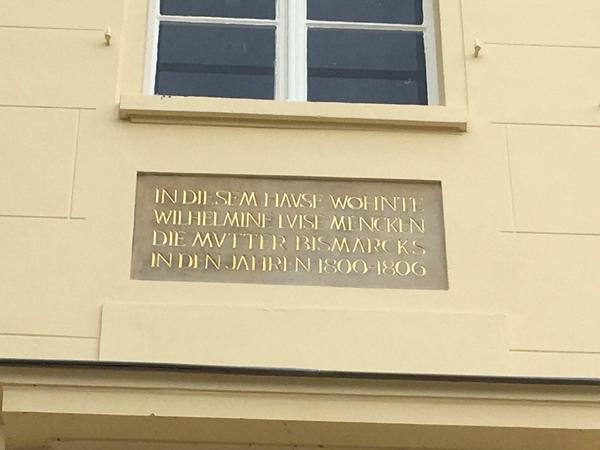 IN DIESEM HAVSE WOHNTE
WILHELMINE LVISE MENCKEN
DIE MVTTER BISMARCKS
IN DEN JAHREN 1800-1806